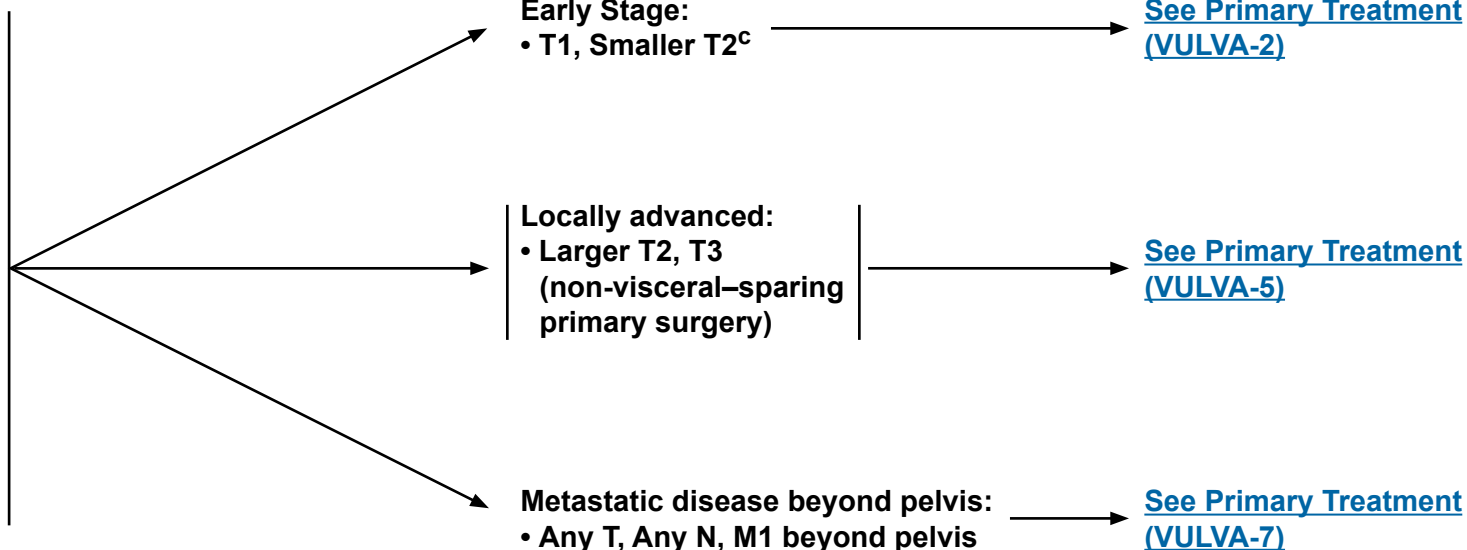 Early Stage:
• T1, Smaller T2ᶜ
See Primary Treatment
(VULVA-2)
Locally advanced:
• Larger T2, T3
(non-visceral–sparing
primary surgery)
See Primary Treatment
(VULVA-5)
Metastatic disease beyond pelvis:
• Any T, Any N, M1 beyond pelvis
See Primary Treatment
(VULVA-7)